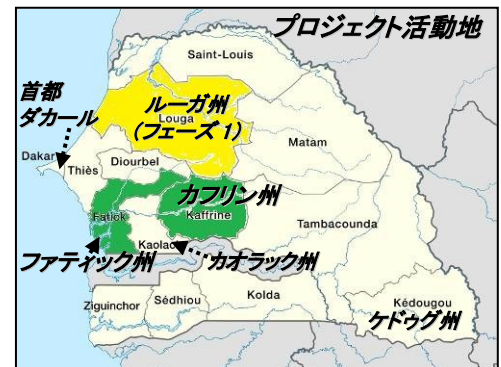 プロジェクト活動地
Saint-Louis
首都
ダカール
ルーガ州
Louga
(フェーズ1)
Matam
Dakar
Thiès
Diourbel
カフリン州
Fatick
Kaffrine
Tambacounda
Kaolac
ファティック州
カオラック州
Ziguinchor
Sédhiou
Kolda
Kédougou
ケドゥグ州